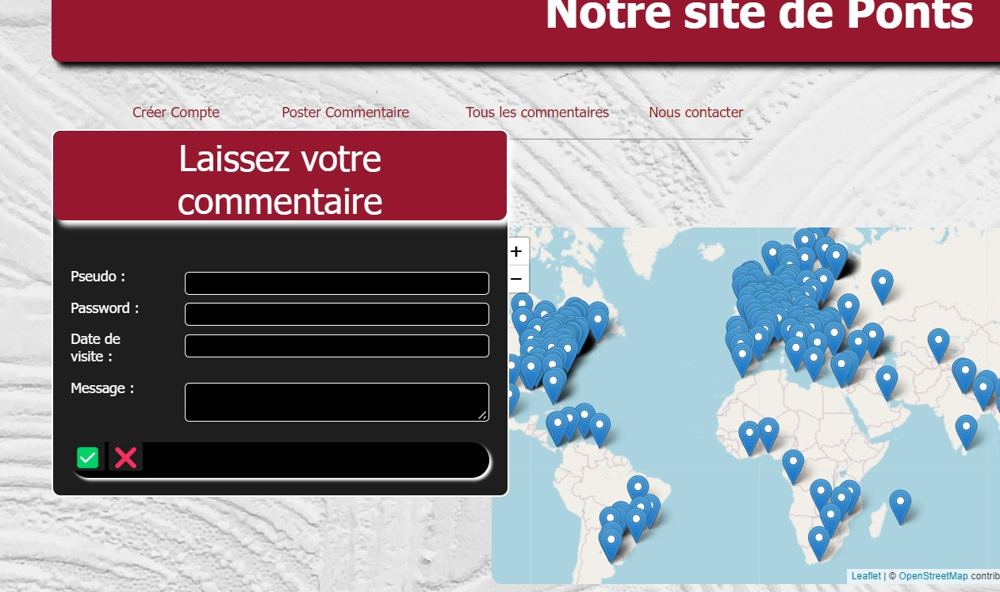 Notre site de Ponts
Créer Compte Poster Commentaire Tous les commentaires Nous contacter
Laissez votre
commentaire
Pseudo :
Password :
Date de
visite :
Message :
+
−
Leaflet | © OpenStreetMap contrib